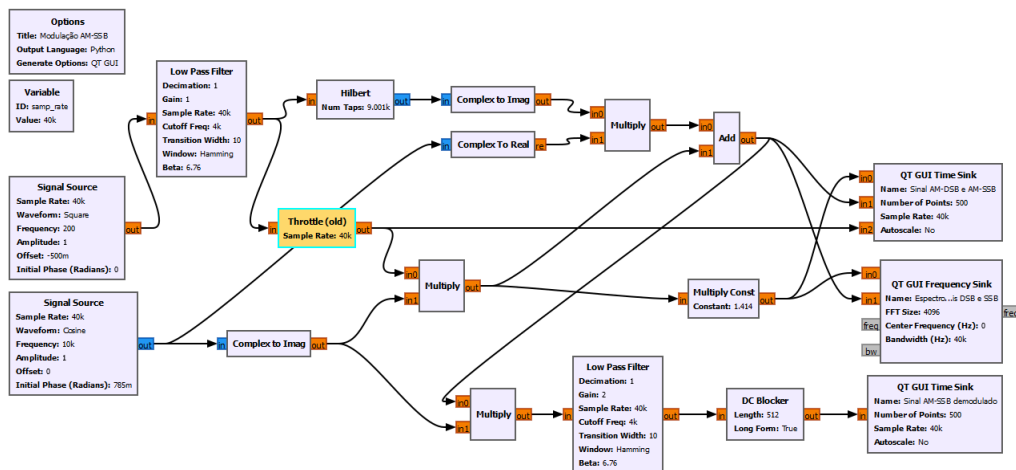 Options
Title: Modulação AM-SSB
Output Language: Python
Generate Options: QT GUI
Variable
ID: samp_rate
Value: 40k
Low Pass Filter
Decimation: 1
Gain: 1
Sample Rate: 40k
Cutoff Freq: 4k
Transition Width: 10
Window: Hamming
Beta: 6.76
in
out
Hilbert
Num Taps: 9.001k
in
out
Complex to Imag
in
out
Complex To Real
in
re
Multiply
in0
in1
out
Add
in0
in1
out
Signal Source
Sample Rate: 40k
Waveform: Square
Frequency: 200
Amplitude: 1
Offset: -500m
Initial Phase (Radians): 0
out
Throttle (old)
Sample Rate: 40k
in
out
QT GUI Time Sink
Name: Sinal AM-DSB e AM-SSB
Number of Points: 500
Sample Rate: 40k
Autoscale: No
in0
in1
in2
Multiply
in0
in1
out
Multiply Const
Constant: 1.414
in
out
QT GUI Frequency Sink
Name: Espectro...is DSB e SSB
FFT Size: 4096
Center Frequency (Hz): 0
Bandwidth (Hz): 40k
in0
in1
freq
bw
freq
Signal Source
Sample Rate: 40k
Waveform: Cosine
Frequency: 10k
Amplitude: 1
Offset: 0
Initial Phase (Radians): 785m
out
Complex to Imag
in
out
Multiply
in0
in1
out
Low Pass Filter
Decimation: 1
Gain: 2
Sample Rate: 40k
Cutoff Freq: 4k
Transition Width: 10
Window: Hamming
Beta: 6.76
in
out
DC Blocker
Length: 512
Long Form: True
in
out
QT GUI Time Sink
Name: Sinal AM-SSB demodulado
Number of Points: 500
Sample Rate: 40k
Autoscale: No
in